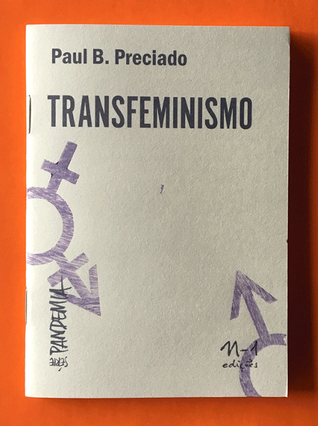 Paul B. Preciado
TRANSFEMINISMO
PANDEMIA
n-1
edições